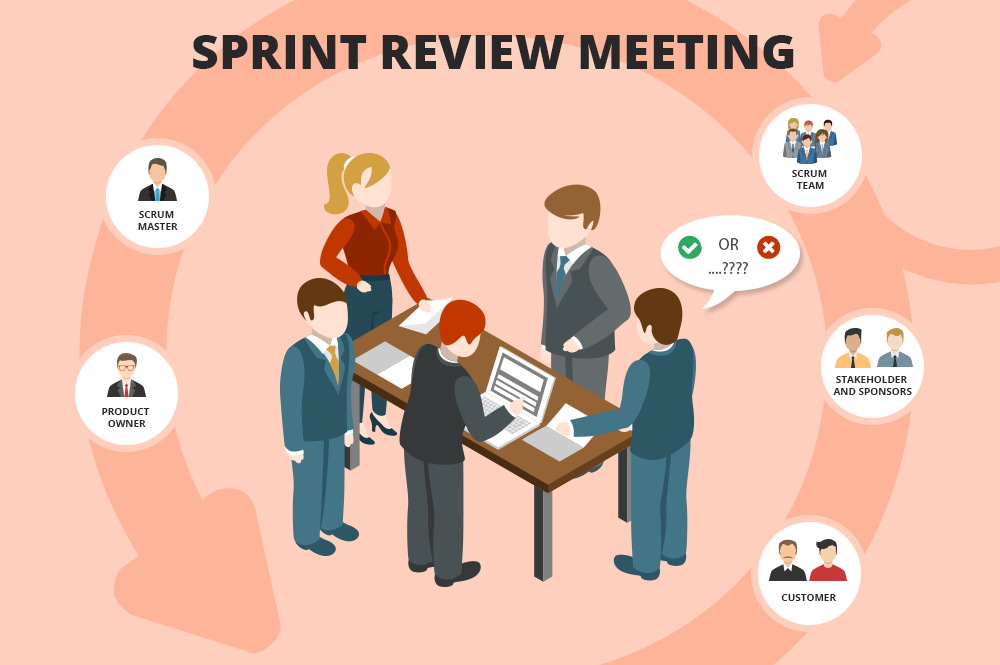 SPRINT REVIEW MEETING
SCRUM
MASTER
SCRUM
TEAM
OR
....????
PRODUCT
OWNER
STAKEHOLDER
AND SPONSORS
CUSTOMER